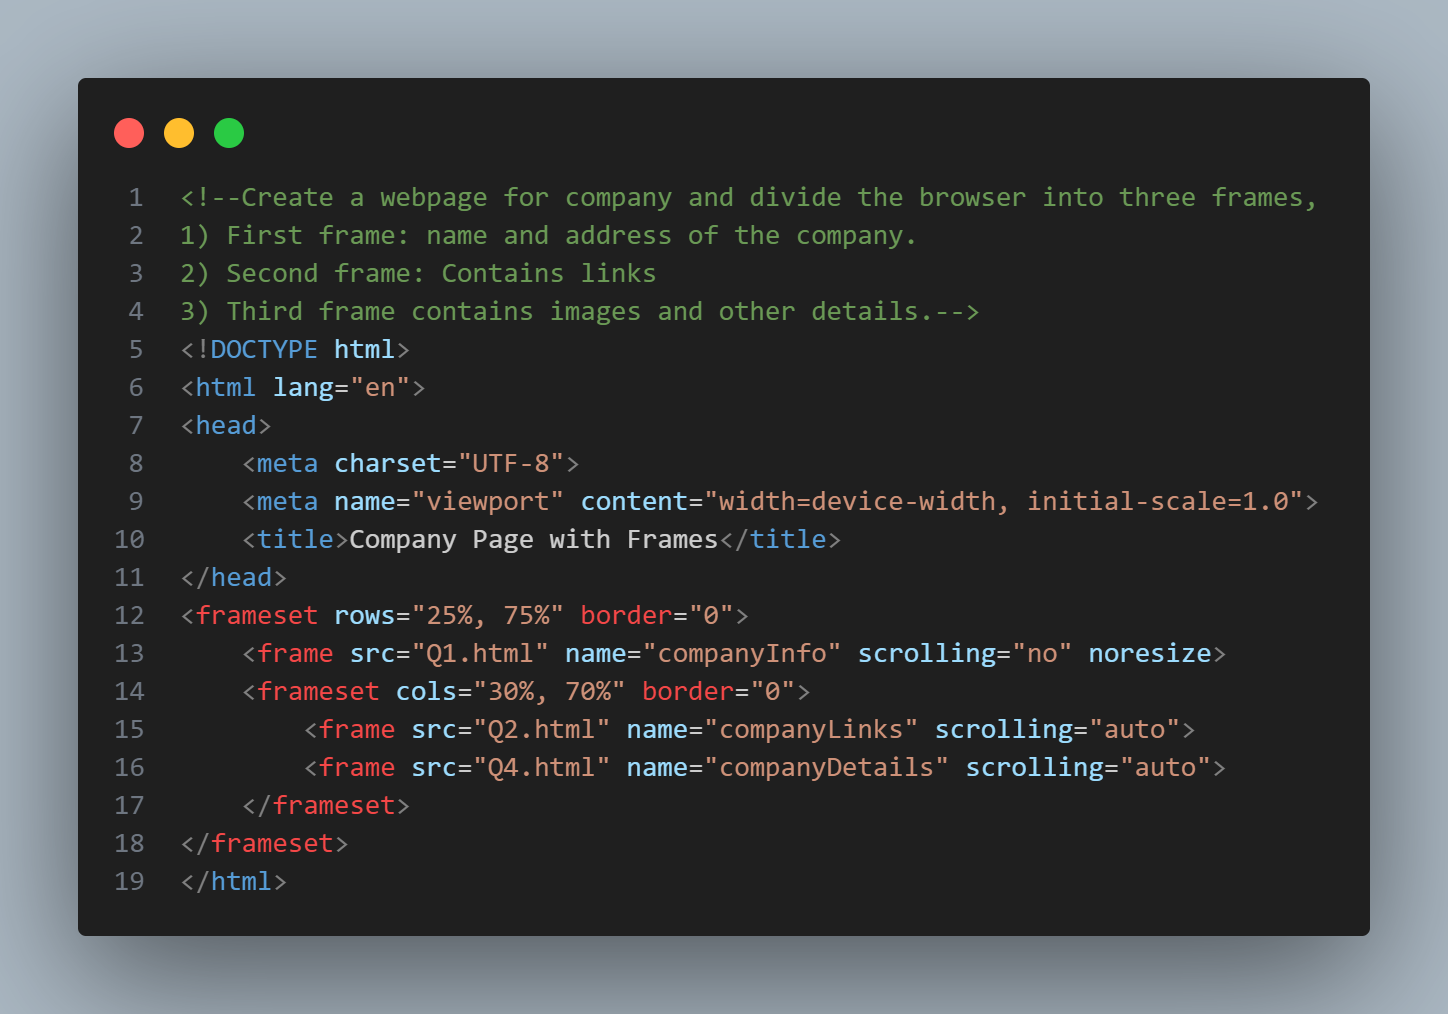 1 <!--Create a webpage for company and divide the browser into three frames,
2 1) First frame: name and address of the company.
3 2) Second frame: Contains links
4 3) Third frame contains images and other details.-->
5 <!DOCTYPE html>
6 <html lang="en">
7 <head>
8     <meta charset="UTF-8">
9     <meta name="viewport" content="width=device-width, initial-scale=1.0">
10     <title>Company Page with Frames</title>
11 </head>
12 <frameset rows="25%, 75%" border="0">
13     <frame src="Q1.html" name="companyInfo" scrolling="no" noresize>
14     <frameset cols="30%, 70%" border="0">
15         <frame src="Q2.html" name="companyLinks" scrolling="auto">
16         <frame src="Q4.html" name="companyDetails" scrolling="auto">
17     </frameset>
18 </frameset>
19 </html>